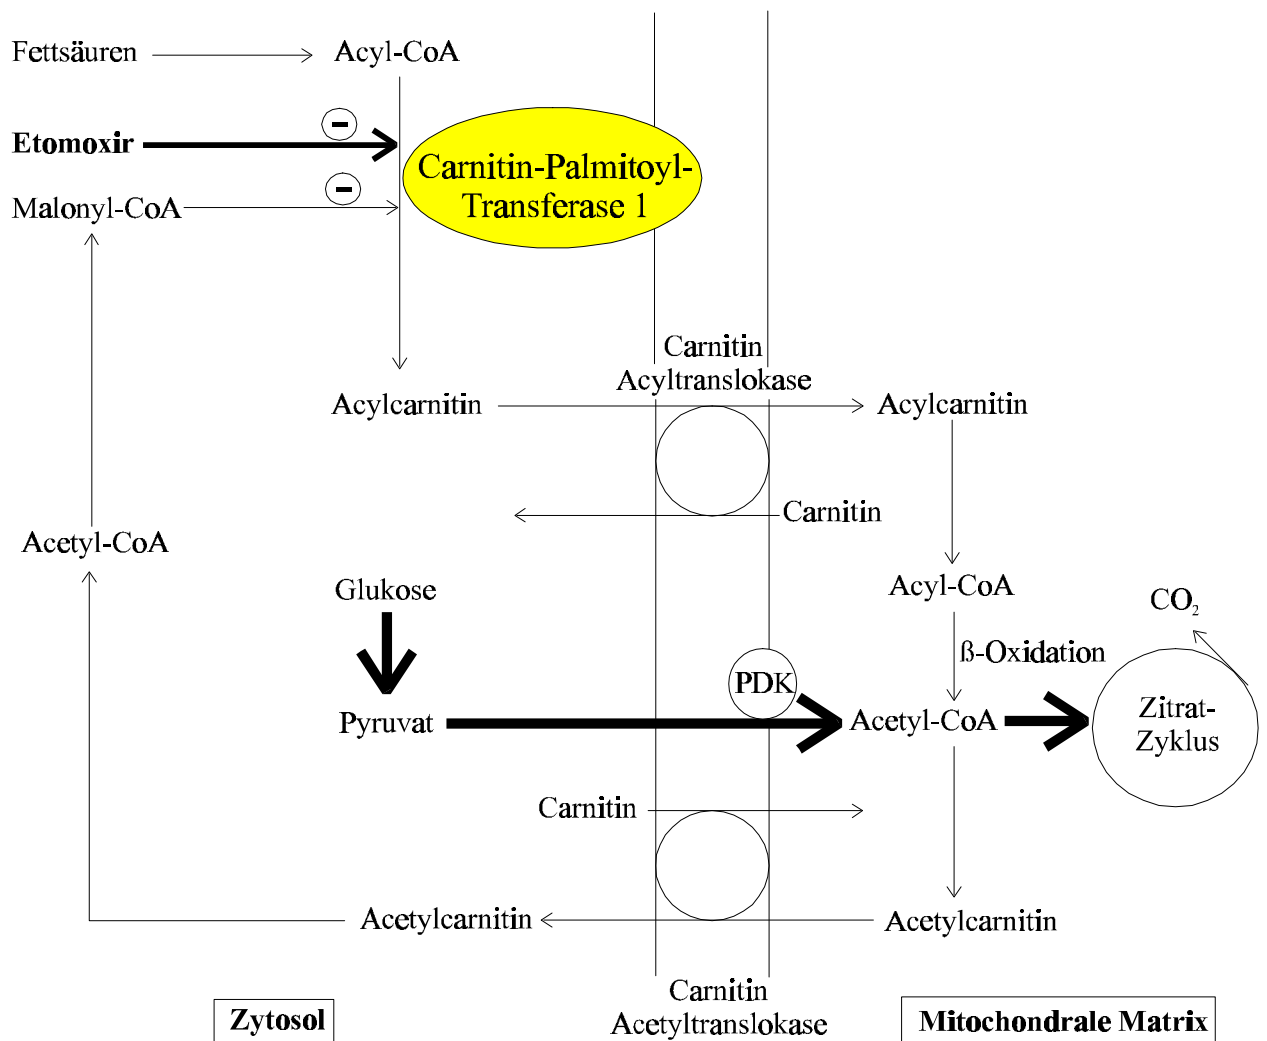 Fettsäuren
Acyl-CoA
Etomoxir
−
Carnitin-Palmitoyl-
Transferase 1
Malonyl-CoA
−
Carnitin
Acyltranslokase
Acylcarnitin
Acylcarnitin
Carnitin
Acetyl-CoA
Glukose
Acyl-CoA
CO₂
ß-Oxidation
PDK
Pyruvat
Acetyl-CoA
Zitrat-
Zyklus
Carnitin
Acetylcarnitin
Acetylcarnitin
Carnitin
Acetyltranslokase
Zytosol
Mitochondrale Matrix